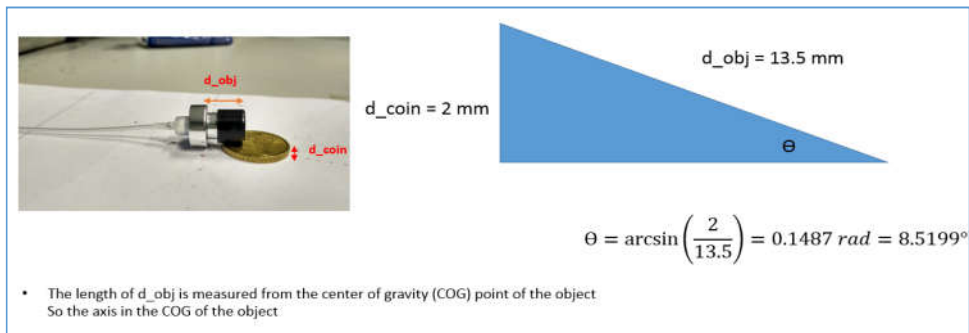 d_obj
d_coin
d_coin = 2 mm
d_obj = 13.5 mm
ϴ
ϴ = arcsin(2/13.5) = 0.1487 rad = 8.5199°
• The length of d_obj is measured from the center of gravity (COG) point of the object
So the axis in the COG of the object